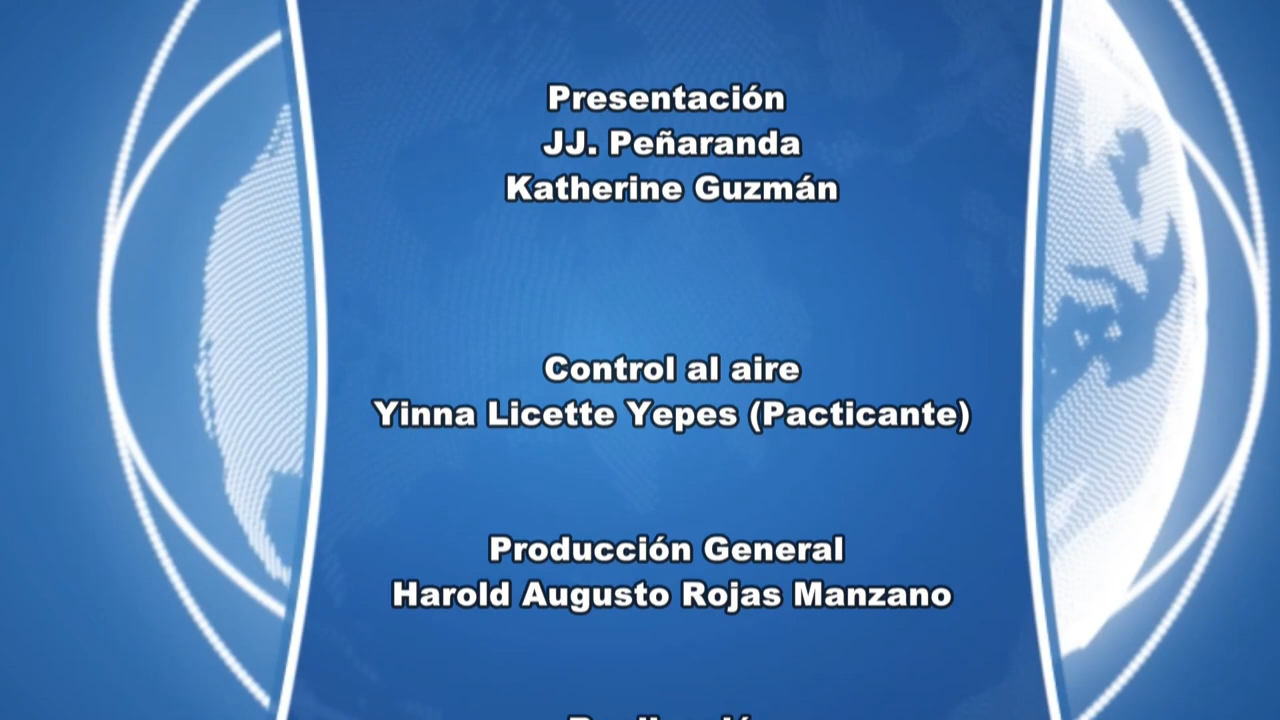 Presentación
JJ. Peñaranda
Katherine Guzmán
Control al aire
Yinna Licette Yepes (Pacticante)
Producción General
Harold Augusto Rojas Manzano